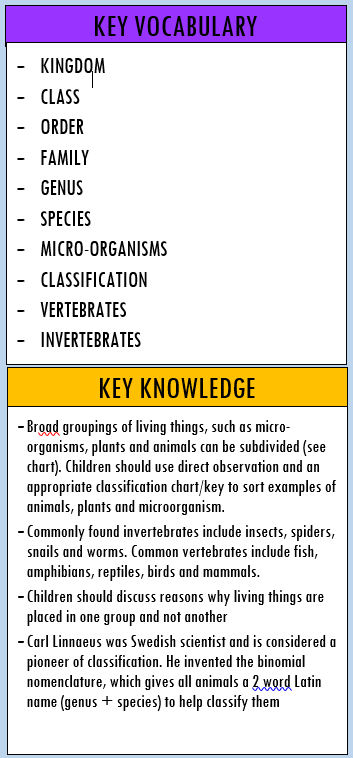 KEY VOCABULARY
- KINGDOM
- CLASS
- ORDER
- FAMILY
- GENUS
- SPECIES
- MICRO-ORGANISMS
- CLASSIFICATION
- VERTEBRATES
- INVERTEBRATES
KEY KNOWLEDGE
- Broad groupings of living things, such as micro-
organisms, plants and animals can be subdivided (see
chart). Children should use direct observation and an
appropriate classification chart/key to sort examples of
animals, plants and microorganism.
- Commonly found invertebrates include insects, spiders,
snails and worms. Common vertebrates include fish,
amphibians, reptiles, birds and mammals.
- Children should discuss reasons why living things are
placed in one group and not another
- Carl Linnaeus was Swedish scientist and is considered a
pioneer of classification. He invented the binomial
nomenclature, which gives all animals a 2 word Latin
name (genus + species) to help classify them